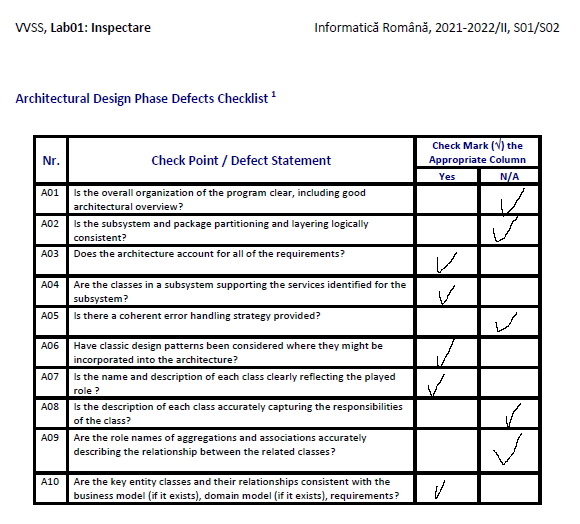 VVSS, Lab01: Inspectare Informatică Română, 2021-2022/II, S01/S02
Architectural Design Phase Defects Checklist 1
Nr. Check Point / Defect Statement Check Mark (√) the
Appropriate Column
Yes N/A
A01 Is the overall organization of the program clear, including good
architectural overview? ✓
A02 Is the subsystem and package partitioning and layering logically
consistent? ✓
A03 Does the architecture account for all of the requirements? ✓
A04 Are the classes in a subsystem supporting the services identified for the
subsystem? ✓
A05 Is there a coherent error handling strategy provided? ✓
A06 Have classic design patterns been considered where they might be
incorporated into the architecture? ✓
A07 Is the name and description of each class clearly reflecting the played
role ? ✓
A08 Is the description of each class accurately capturing the responsibilities
of the class? ✓
A09 Are the role names of aggregations and associations accurately
describing the relationship between the related classes? ✓
A10 Are the key entity classes and their relationships consistent with the
business model (if it exists), domain model (if it exists), requirements? ✓